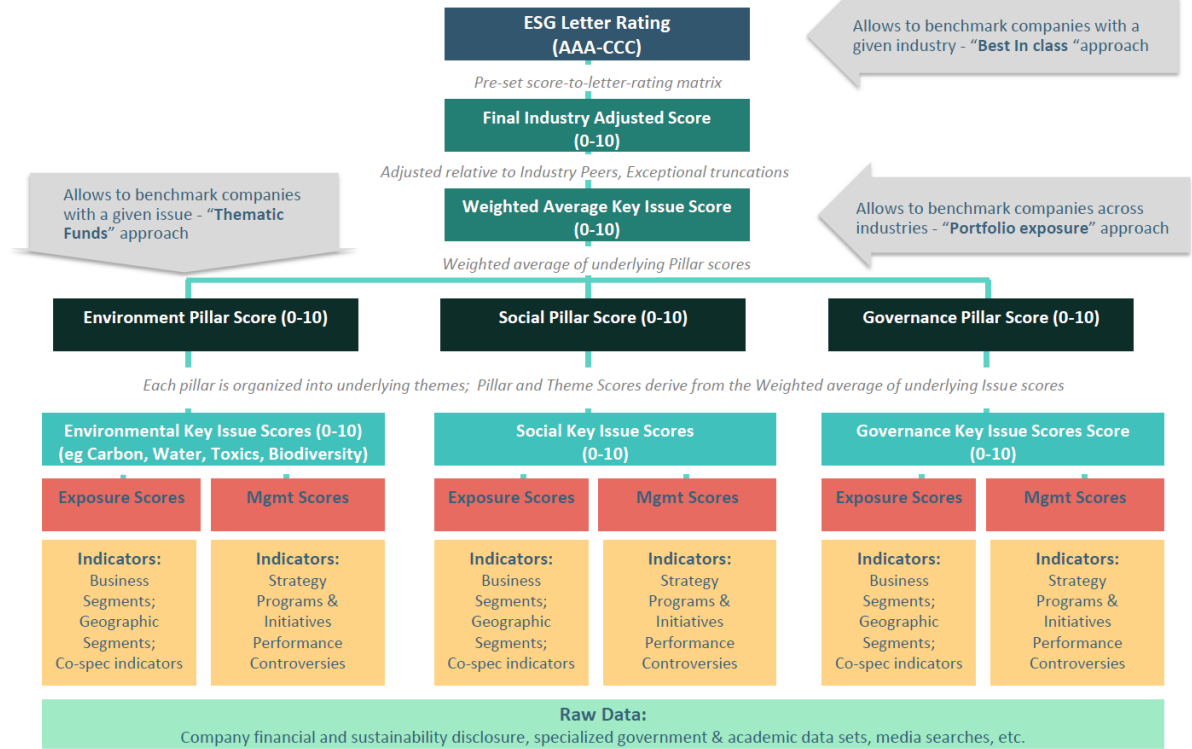 ESG Letter Rating
(AAA-CCC)
Allows to benchmark companies with a
given industry - “Best In class “approach
Pre-set score-to-letter-rating matrix
Final Industry Adjusted Score
(0-10)
Adjusted relative to Industry Peers, Exceptional truncations
Allows to benchmark companies
with a given issue - “Thematic
Funds” approach
Weighted Average Key Issue Score
(0-10)
Allows to benchmark companies across
industries - “Portfolio exposure” approach
Weighted average of underlying Pillar scores
Environment Pillar Score (0-10)
Social Pillar Score (0-10)
Governance Pillar Score (0-10)
Each pillar is organized into underlying themes;  Pillar and Theme Scores derive from the Weighted average of underlying Issue scores
Environmental Key Issue Scores (0-10)
(eg Carbon, Water, Toxics, Biodiversity)
Social Key Issue Scores
(0-10)
Governance Key Issue Scores Score
(0-10)
Exposure Scores
Mgmt Scores
Exposure Scores
Mgmt Scores
Exposure Scores
Mgmt Scores
Indicators:
Business
Segments;
Geographic
Segments;
Co-spec indicators
Indicators:
Strategy
Programs &
Initiatives
Performance
Controversies
Indicators:
Business
Segments;
Geographic
Segments;
Co-spec indicators
Indicators:
Strategy
Programs &
Initiatives
Performance
Controversies
Indicators:
Business
Segments;
Geographic
Segments;
Co-spec indicators
Indicators:
Strategy
Programs &
Initiatives
Performance
Controversies
Raw Data:
Company financial and sustainability disclosure, specialized government & academic data sets, media searches, etc.